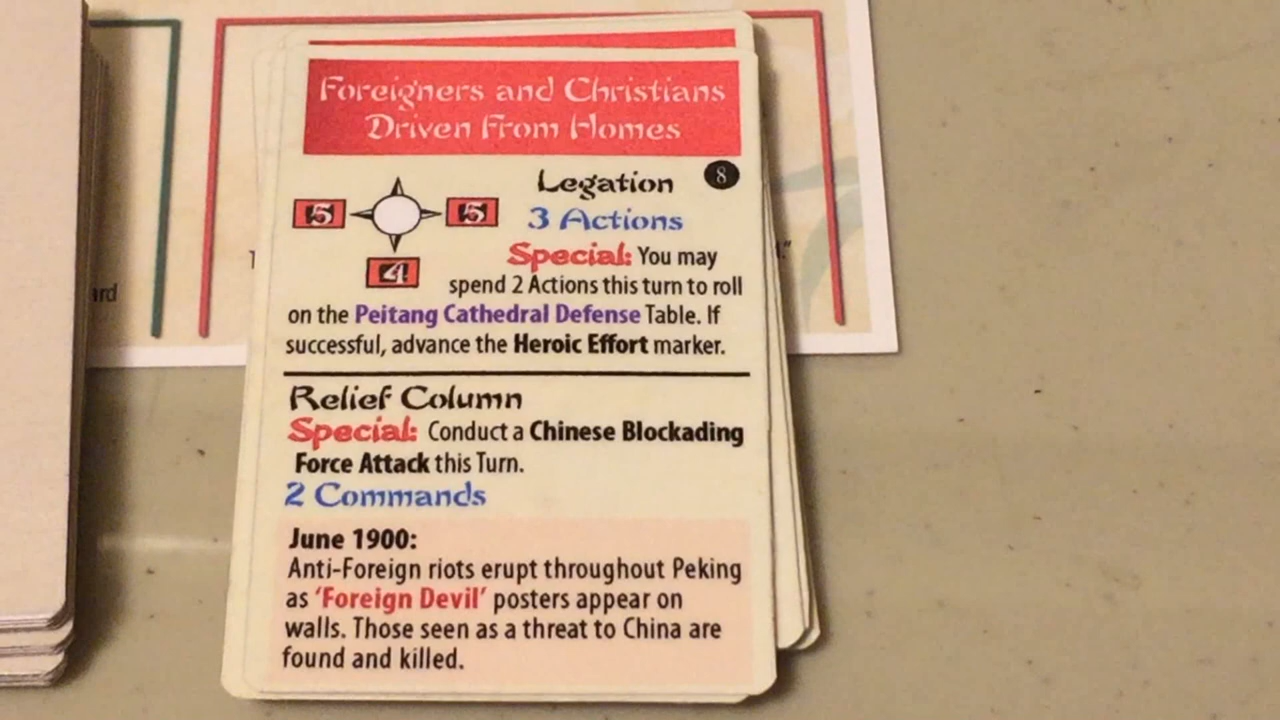 Foreigners and Christians
Driven From Homes
8
Legation
5 5
3 Actions
4
Special: You may
spend 2 Actions this turn to roll
on the Peitang Cathedral Defense Table. If
successful, advance the Heroic Effort marker.
Relief Column
Special: Conduct a Chinese Blockading
Force Attack this Turn.
2 Commands
June 1900:
Anti-Foreign riots erupt throughout Peking
as 'Foreign Devil' posters appear on
walls. Those seen as a threat to China are
found and killed.